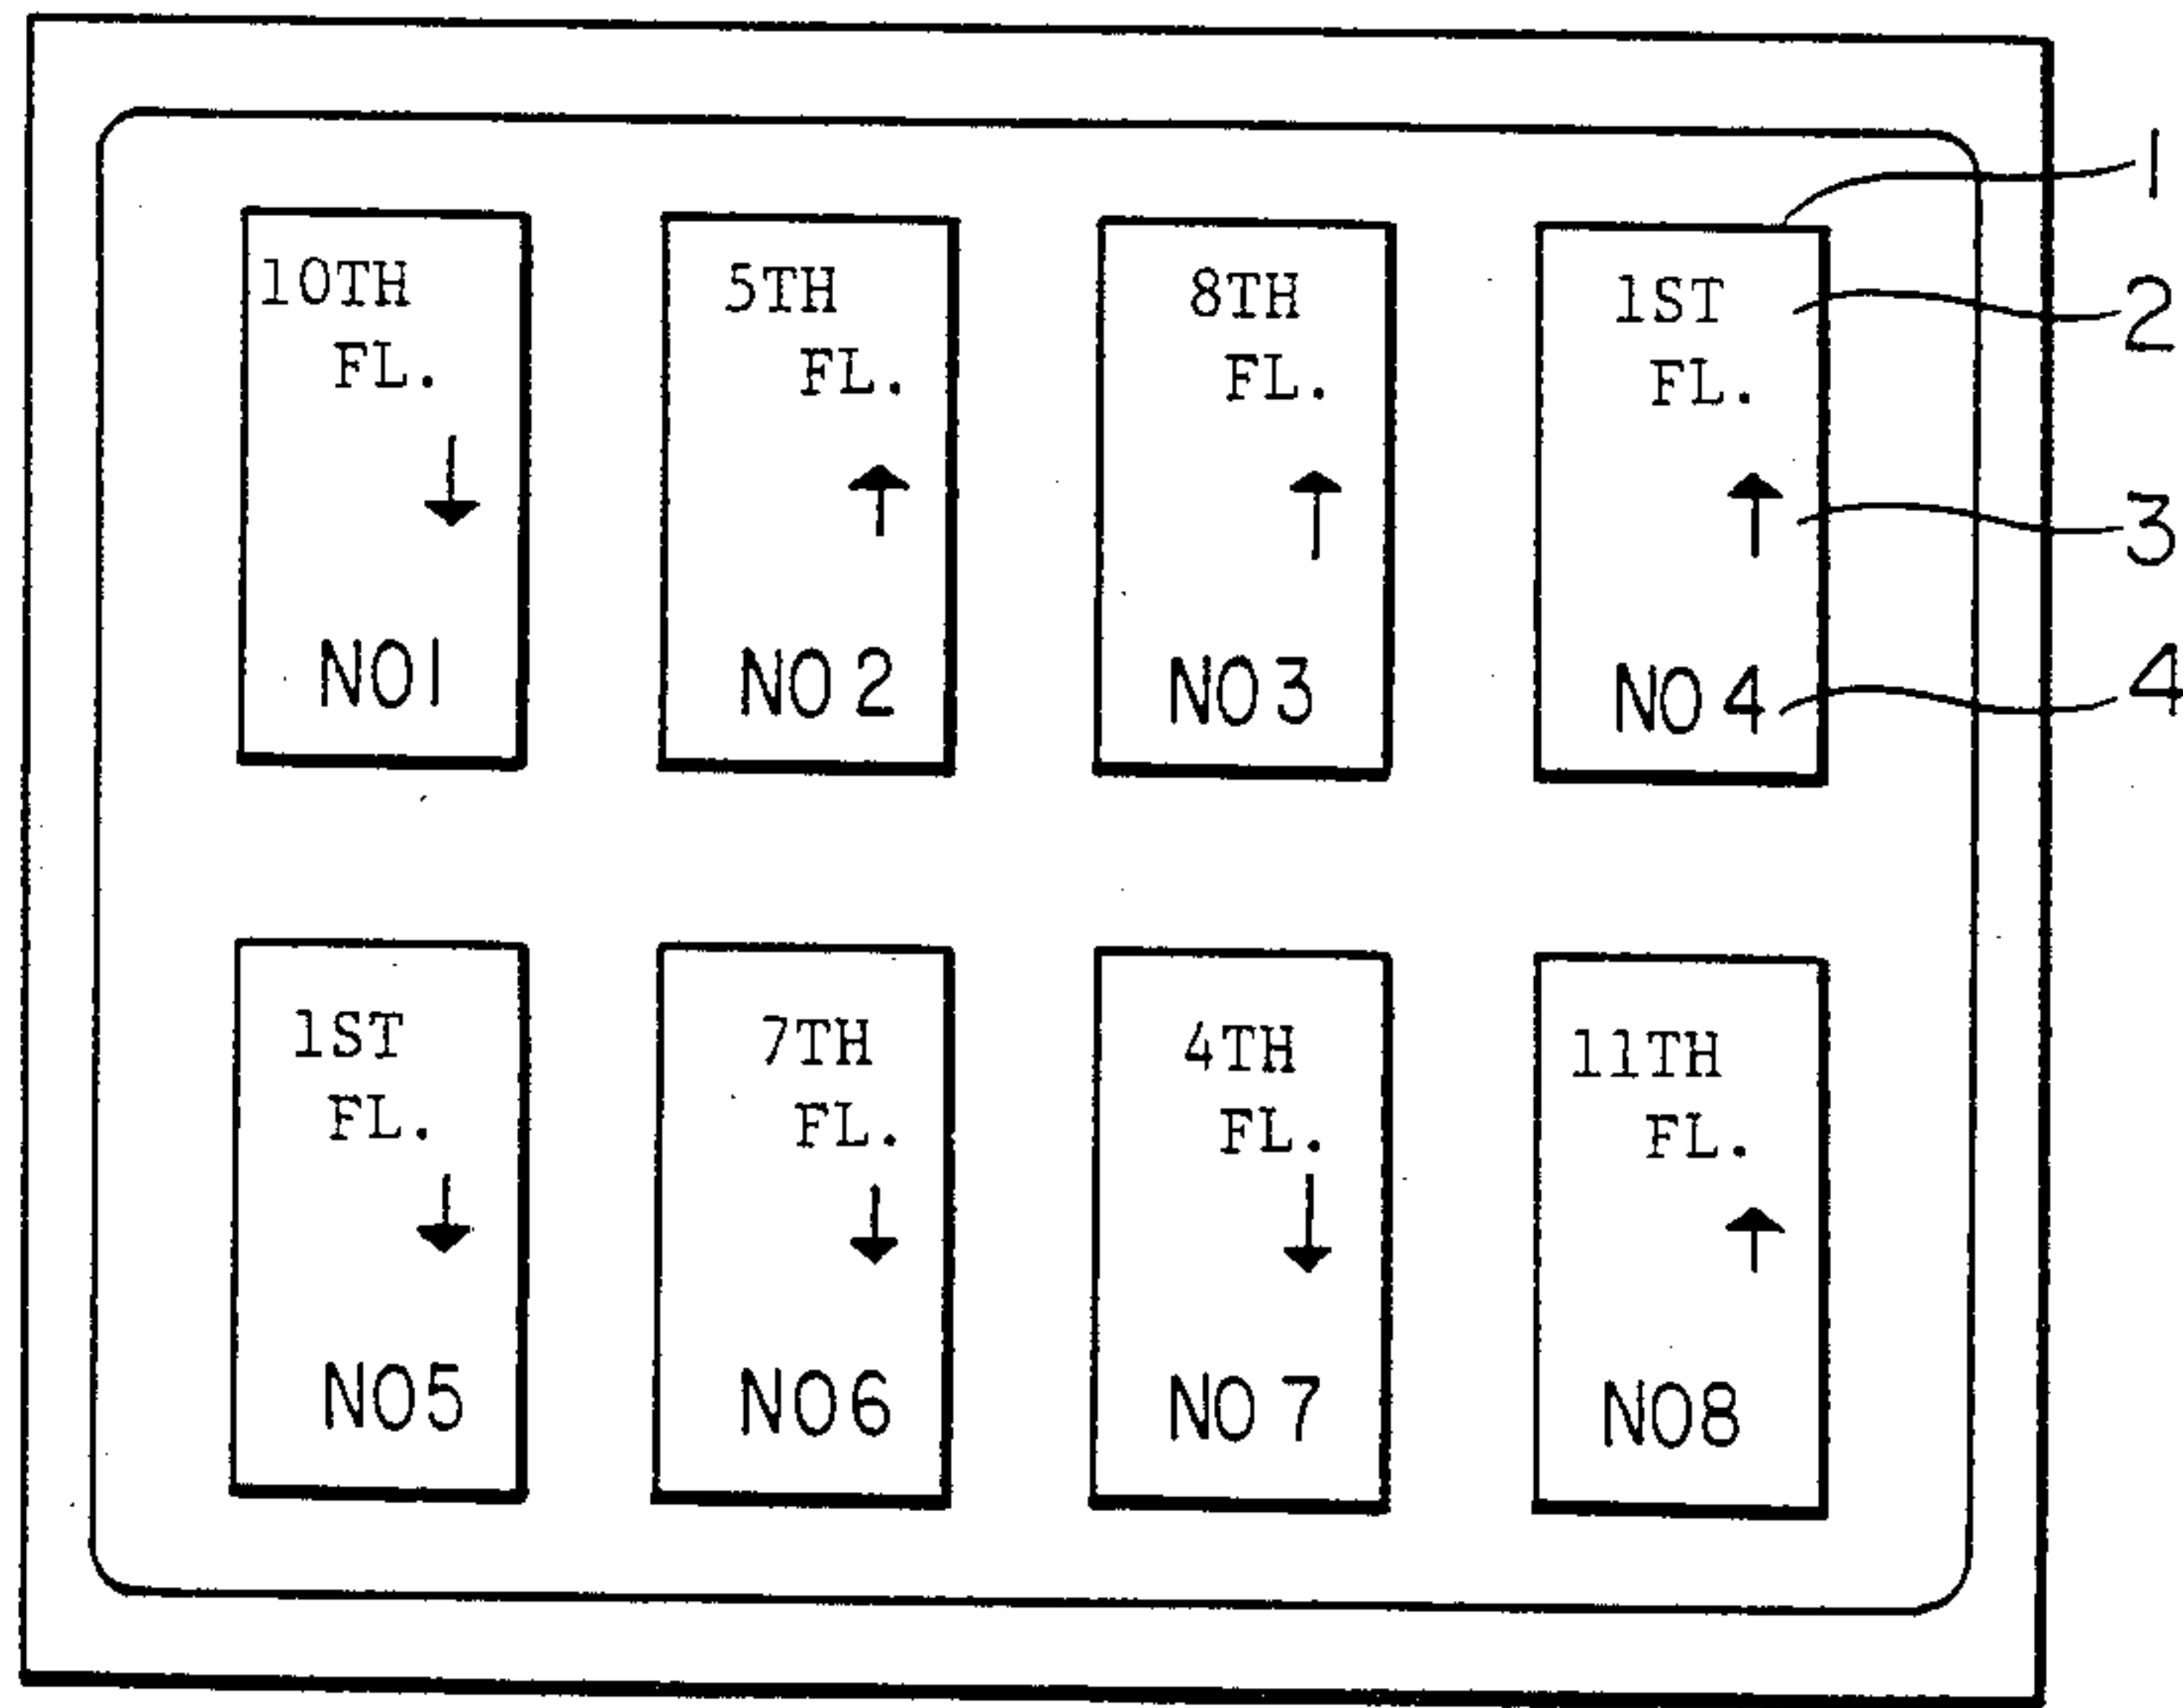 10TH
FL.
↓
NO1
5TH
FL.
↑
NO2
8TH
FL.
↑
NO3
1ST
FL.
↑
NO4
1
2
3
4
1ST
FL.
↓
NO5
7TH
FL.
↓
NO6
4TH
FL.
↓
NO7
11TH
FL.
↑
NO8